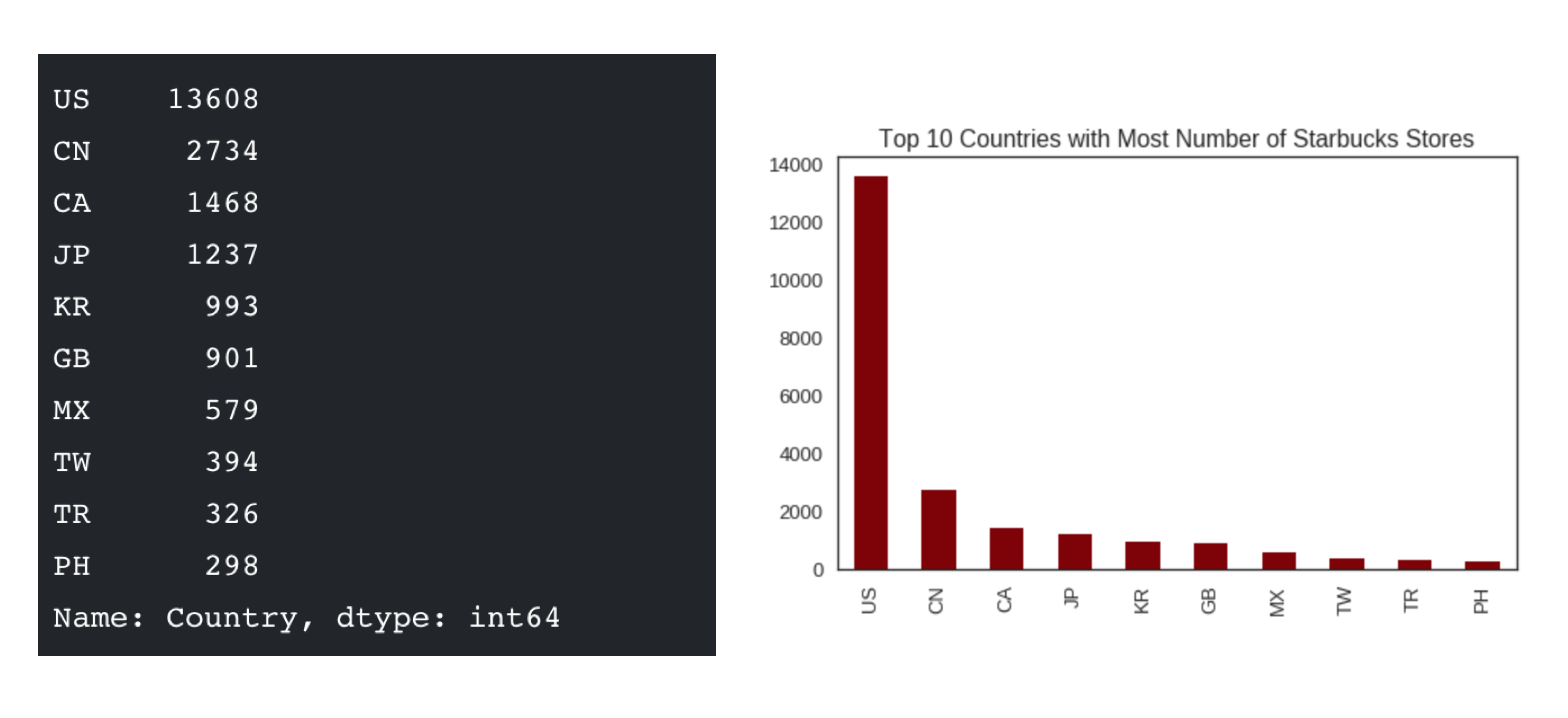 US 13608
CN 2734
CA 1468
JP 1237
KR 993
GB 901
MX 579
TW 394
TR 326
PH 298
Name: Country, dtype: int64
Top 10 Countries with Most Number of Starbucks Stores
14000
12000
10000
8000
6000
4000
2000
0
US CN CA JP KR GB MX TW TR PH